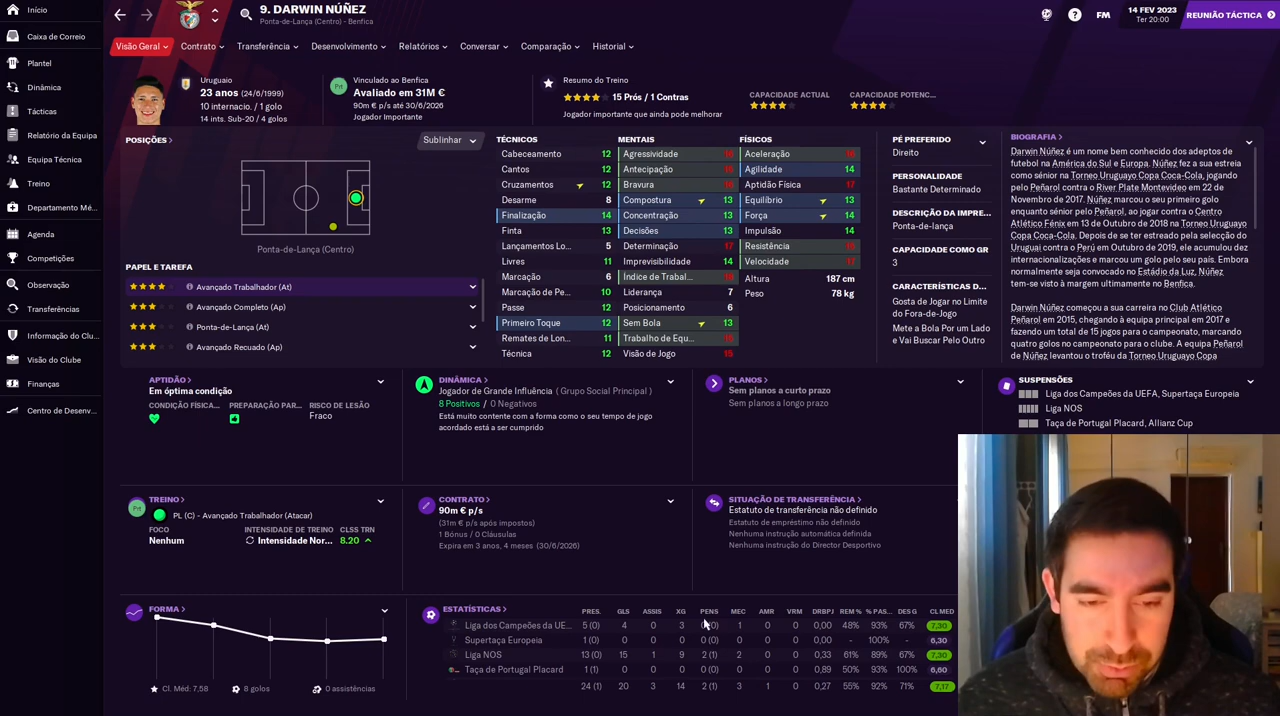 Início
Caixa de Correio
Plantel
Dinâmica
Tácticas
Relatório da Equipa
Equipa Técnica
Treino
Departamento Mé...
Agenda
Competições
Observação
Transferências
Informação do Clu...
Visão do Clube
Finanças
Centro de Desenv...
9. DARWIN NÚÑEZ
Ponta-de-Lança (Centro) - Benfica
FM
14 FEV 2023
Ter 20:00
REUNIÃO TÁCTICA
Visão Geral
Contrato
Transferência
Desenvolvimento
Relatórios
Conversar
Comparação
Historial
Uruguaio
23 anos (24/6/1999)
10 internacio. / 1 golo
14 ints. Sub-20 / 4 golos
Prt
Vinculado ao Benfica
Avaliado em 31M €
90m € p/s até 30/6/2026
Jogador Importante
Resumo do Treino
15 Prós / 1 Contras
Jogador importante que ainda pode melhorar
CAPACIDADE ACTUAL
CAPACIDADE POTENC...
POSIÇÕES
Sublinhar
Ponta-de-Lança (Centro)
PAPEL E TAREFA
Avançado Trabalhador (At)
Avançado Completo (Ap)
Ponta-de-Lança (At)
Avançado Recuado (Ap)
TÉCNICOS
Cabeceamento 12
Cantos 12
Cruzamentos 12
Desarme 8
Finalização 14
Finta 13
Lançamentos Lo... 5
Livres 11
Marcação 6
Marcação de Pe... 10
Passe 12
Primeiro Toque 12
Remates de Lon... 11
Técnica 12
MENTAIS
Agressividade
Antecipação
Bravura
Compostura 13
Concentração 13
Decisões 13
Determinação 17
Imprevisibilidade 14
Índice de Trabal...
Liderança 7
Posicionamento 6
Sem Bola 13
Trabalho de Equ...
Visão de Jogo 15
FÍSICOS
Aceleração
Agilidade 14
Aptidão Física 17
Equilíbrio 13
Força 14
Impulsão 14
Resistência
Velocidade 17
Altura 187 cm
Peso 78 kg
PÉ PREFERIDO
Direito
PERSONALIDADE
Bastante Determinado
DESCRIÇÃO DA IMPRE...
Ponta-de-lança
CAPACIDADE COMO GR
3
CARACTERÍSTICAS D...
Gosta de Jogar no Limite
do Fora-de-Jogo
Mete a Bola Por um Lado
e Vai Buscar Pelo Outro
BIOGRAFIA
Darwin Núñez é um nome bem conhecido dos adeptos de
futebol na América do Sul e Europa. Núñez fez a sua estreia
como sénior na Torneo Uruguayo Copa Coca-Cola, jogando
pelo Peñarol ante o River Plate Montevideo em 22 de
Novembro de 2017. Núñez marcou o seu primeiro golo
enquanto sénior pelo Peñarol, ao jogar contra o Centro
Atlético Fénix em 13 de Outubro de 2018 na Torneo Uruguayo
Copa Coca-Cola. Depois de se ter estreado pela selecção do
Uruguai contra o Perú em Outubro de 2019, ele acumulou dez
internacionalizações e marcou um golo pelo seu país. Embora
normalmente seja convocado no Estádio da Luz, Núñez
tem-se visto à margem ultimamente no Benfica.
Darwin Núñez começou a sua carreira no Club Atlético
Peñarol em 2015, chegando à equipa principal em 2017 e
fazendo um total de 15 jogos para o campeonato, marcando
quatro golos no campeonato pelo clube. A equipa Peñarol
de Núñez levantou o troféu da Torneo Uruguayo Copa
APTIDÃO
Em óptima condição
CONDIÇÃO FÍSICA...
PREPARAÇÃO PAR...
RISCO DE LESÃO
Fraco
DINÂMICA
Jogador de Grande Influência ( Grupo Social Principal )
8 Positivos / 0 Negativos
Está muito contente com a forma como o seu tempo de jogo
acordado está a ser cumprido
PLANOS
Sem planos a curto prazo
Sem planos a longo prazo
SUSPENSÕES
Liga dos Campeões da UEFA, Supertaça Europeia
Liga NOS
Taça de Portugal Placard, Allianz Cup
TREINO
Prt
PL (C) - Avançado Trabalhador (Atacar)
FOCO
Nenhum
INTENSIDADE DE TREINO
Intensidade Nor...
CLSS TRN
8.20
CONTRATO
90m € p/s
(31m € p/s após impostos)
1 Bónus / 0 Cláusulas
Expira em 3 anos, 4 meses (30/6/2026)
SITUAÇÃO DE TRANSFERÊNCIA
Estatuto de transferência não definido
Estatuto de empréstimo não definido
Nenhuma instrução automática definida
Nenhuma instrução do Director Desportivo
FORMA
Cl. Méd: 7,58
8 golos
0 assistências
ESTATÍSTICAS
PRES. GLS ASSIS XG PENS MEC AMR VRM DRBPJ REM % % PAS... DES G CL MED
Liga dos Campeões da UE... 5 (0) 4 0 3 1 0 0 0,00 48% 93% 67% 7,30
Supertaça Europeia 1 (0) 0 0 0 0 (0) 0 0 0 0,00 - 100% - 6,30
Liga NOS 13 (0) 15 1 9 2 (1) 2 0 0 0,33 61% 89% 67% 7,30
Taça de Portugal Placard 1 (1) 0 0 0 0 (0) 0 0 0 0,89 50% 93% 100% 6,60
24 (1) 20 3 14 2 (1) 3 1 0 0,27 55% 92% 71% 7,17